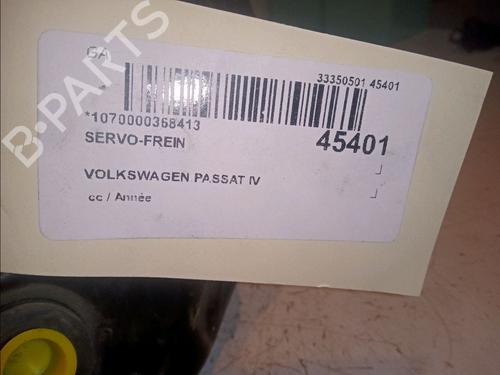 GA
33350501 45401
*1070000368413
SERVO-FREIN
45401
VOLKSWAGEN PASSAT IV
cc / Année
B-PARTS